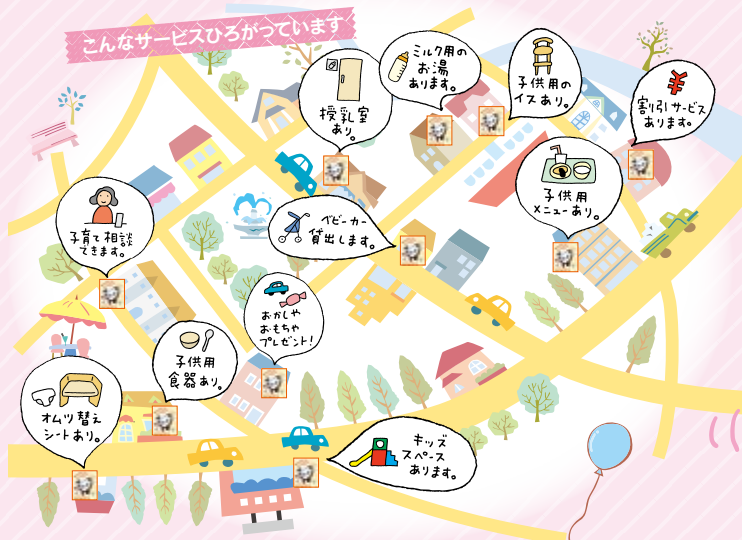 こんなサービスひろがっています
授乳室
あり。
ミルク用の
お湯
あります。
子供用の
イスあり。
¥
割引サービス
あります。
子供用
メニューあり。
子育て相談
できます。
ベビーカー
貸出します。
おかしや
おもちゃ
プレゼント!
子供用
食器あり。
オムツ替え
シートあり。
キッズ
スペース
あります。